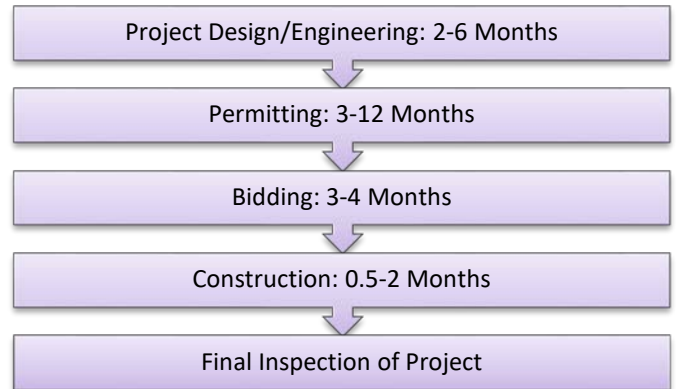 Project Design/Engineering: 2-6 Months
Permitting: 3-12 Months
Bidding: 3-4 Months
Construction: 0.5-2 Months
Final Inspection of Project